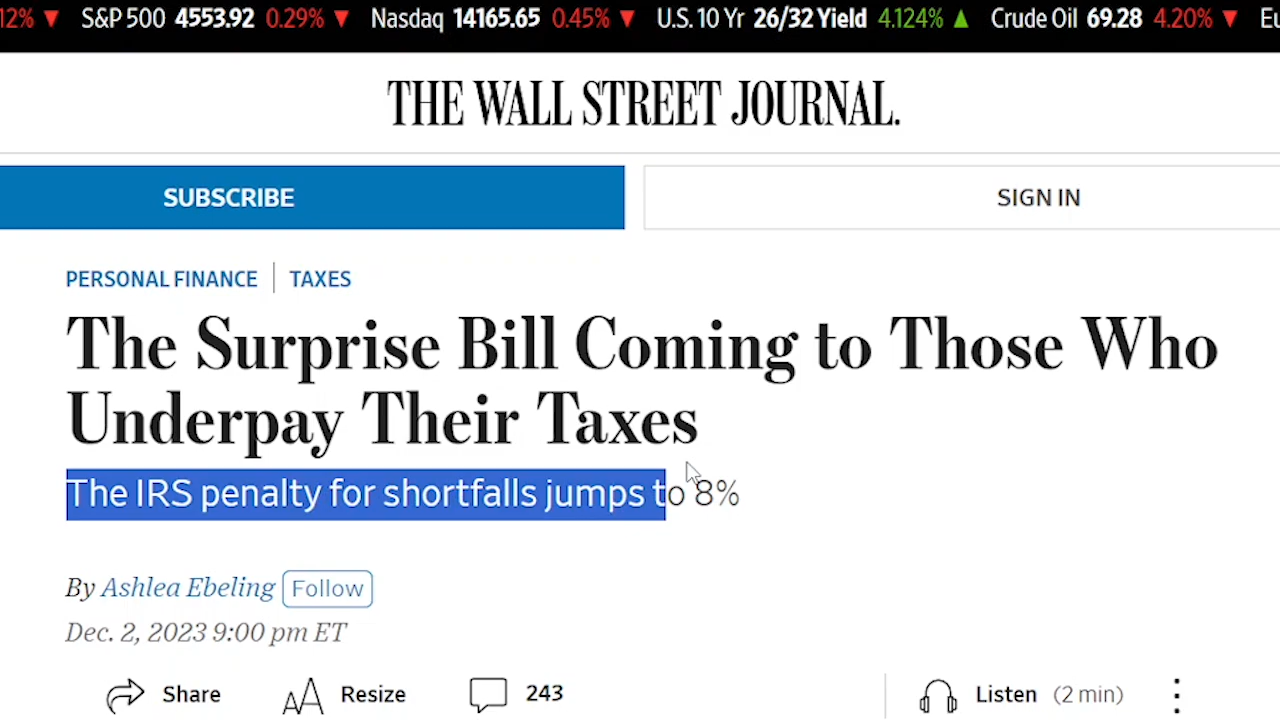 12% ▼ S&P 500 4553.92 0.29% ▼ Nasdaq 14165.65 0.45% ▼ U.S. 10 Yr 26/32 Yield 4.124% ▲ Crude Oil 69.28 4.20% ▼ Eu
THE WALL STREET JOURNAL.
SUBSCRIBE SIGN IN
PERSONAL FINANCE | TAXES
The Surprise Bill Coming to Those Who
Underpay Their Taxes
The IRS penalty for shortfalls jumps to 8%
By Ashlea Ebeling Follow
Dec. 2, 2023 9:00 pm ET
Share AA Resize 243 Listen (2 min)